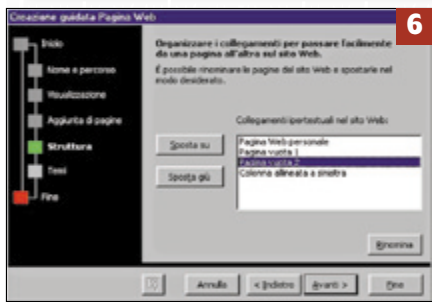 Creazione guidata Pagina Web
6
Inizio
Nome e percorso
Visualizzazione
Aggiunta di pagine
Struttura
Temi
Fine
Organizzare i collegamenti per passare facilmente
da una pagina all'altra sul sito Web.
È possibile rinominare le pagine del sito Web e spostarle nel
modo desiderato.
Collegamenti ipertestuali nel sito Web:
Sposta su
Sposta giù
Pagina Web personale
Pagina vuota 1
Pagina vuota 2
Colonna allineata a sinistra
Rinomina
Annulla
< Indietro
Avanti >
Fine